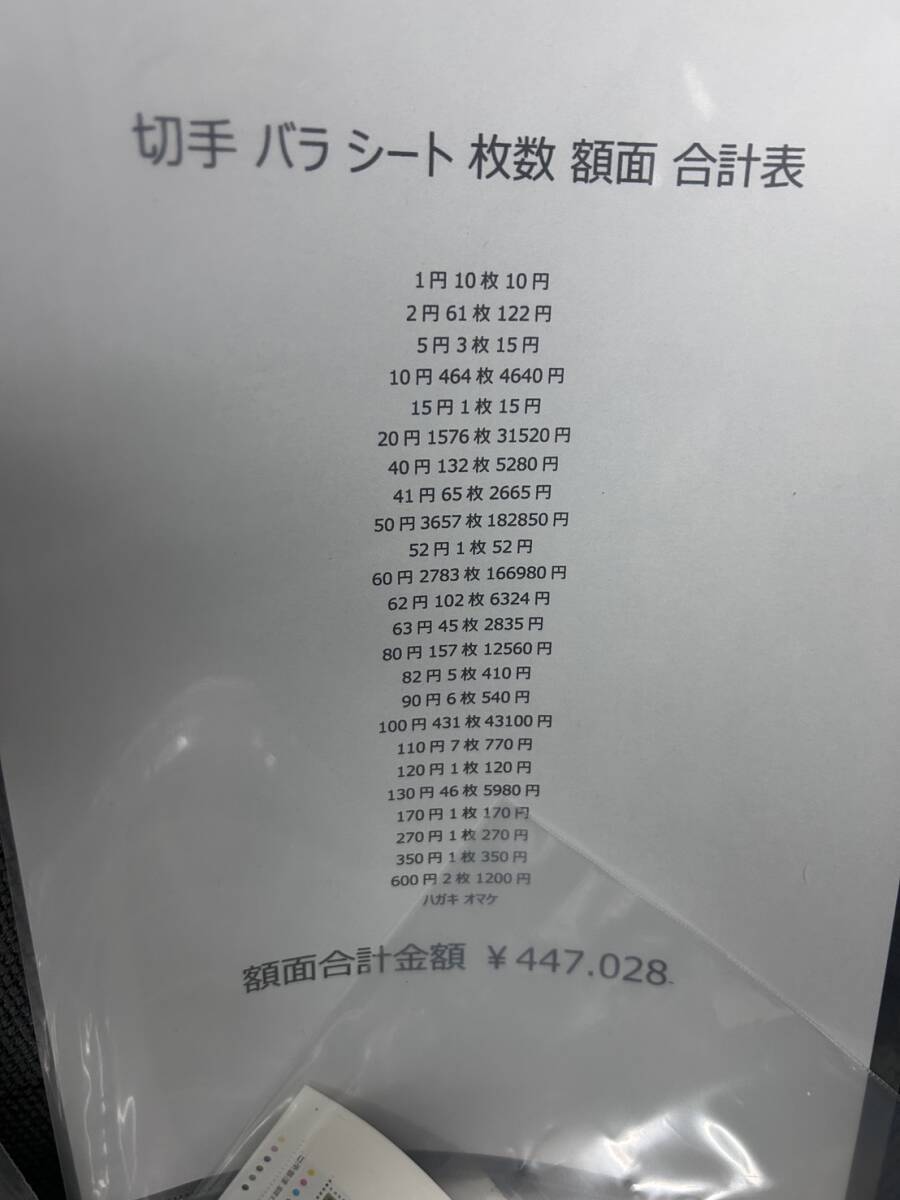 切手 バラ シート 枚数 額面 合計表
1円 10枚 10円
2円 61枚 122円
5円 3枚 15円
10円 464枚 4640円
15円 1枚 15円
20円 1576枚 31520円
40円 132枚 5280円
41円 65枚 2665円
50円 3657枚 182850円
52円 1枚 52円
60円 2783枚 166980円
62円 102枚 6324円
63円 45枚 2835円
80円 157枚 12560円
82円 5枚 410円
90円 6枚 540円
100円 431枚 43100円
110円 7枚 770円
120円 1枚 120円
130円 46枚 5980円
170円 1枚 170円
270円 1枚 270円
350円 1枚 350円
600円 2枚 1200円
ハガキ オマケ
額面合計金額 ¥447.028-